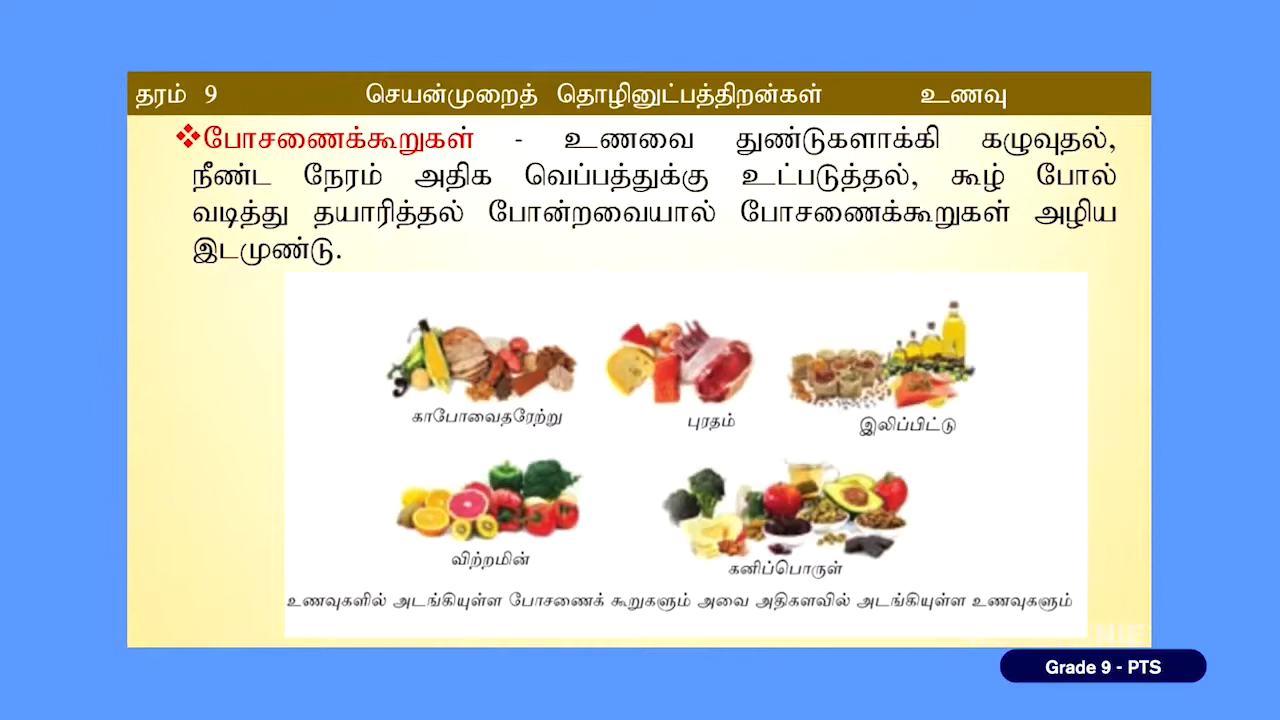 தரம் 9 செயன்முறைத் தொழினுட்பத்திறன்கள் உணவு
❖போசணைக்கூறுகள் - உணவை துண்டுகளாக்கி கழுவுதல்,
நீண்ட நேரம் அதிக வெப்பத்துக்கு உட்படுத்தல், கூழ் போல்
வடித்து தயாரித்தல் போன்றவையால் போசணைக்கூறுகள் அழிய
இடமுண்டு.
காபோவைதரேற்று புரதம் இலிப்பிட்டு
விற்றமின் கனிப்பொருள்
உணவுகளில் அடங்கியுள்ள போசணைக் கூறுகளும் அவை அதிகளவில் அடங்கியுள்ள உணவுகளும்
Grade 9 - PTS